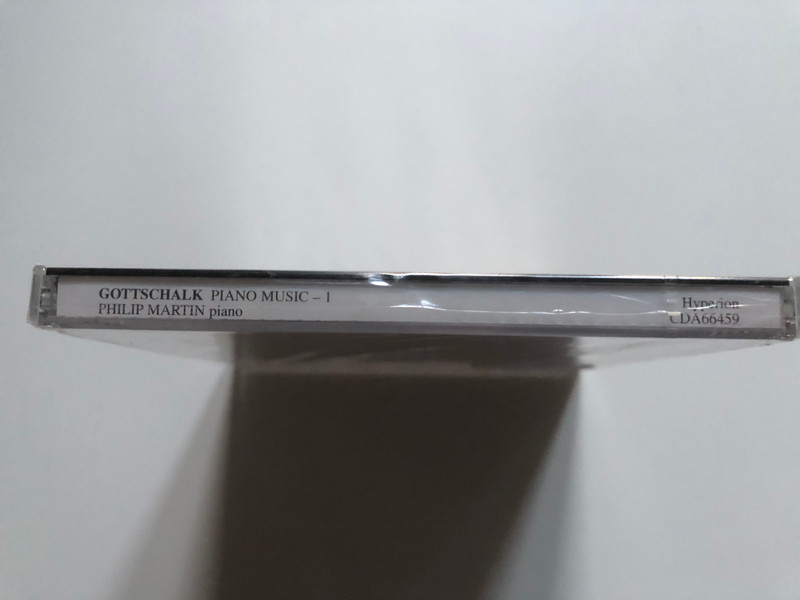 GOTTSCHALK PIANO MUSIC – 1
PHILIP MARTIN piano
Hyperion
CDA66459